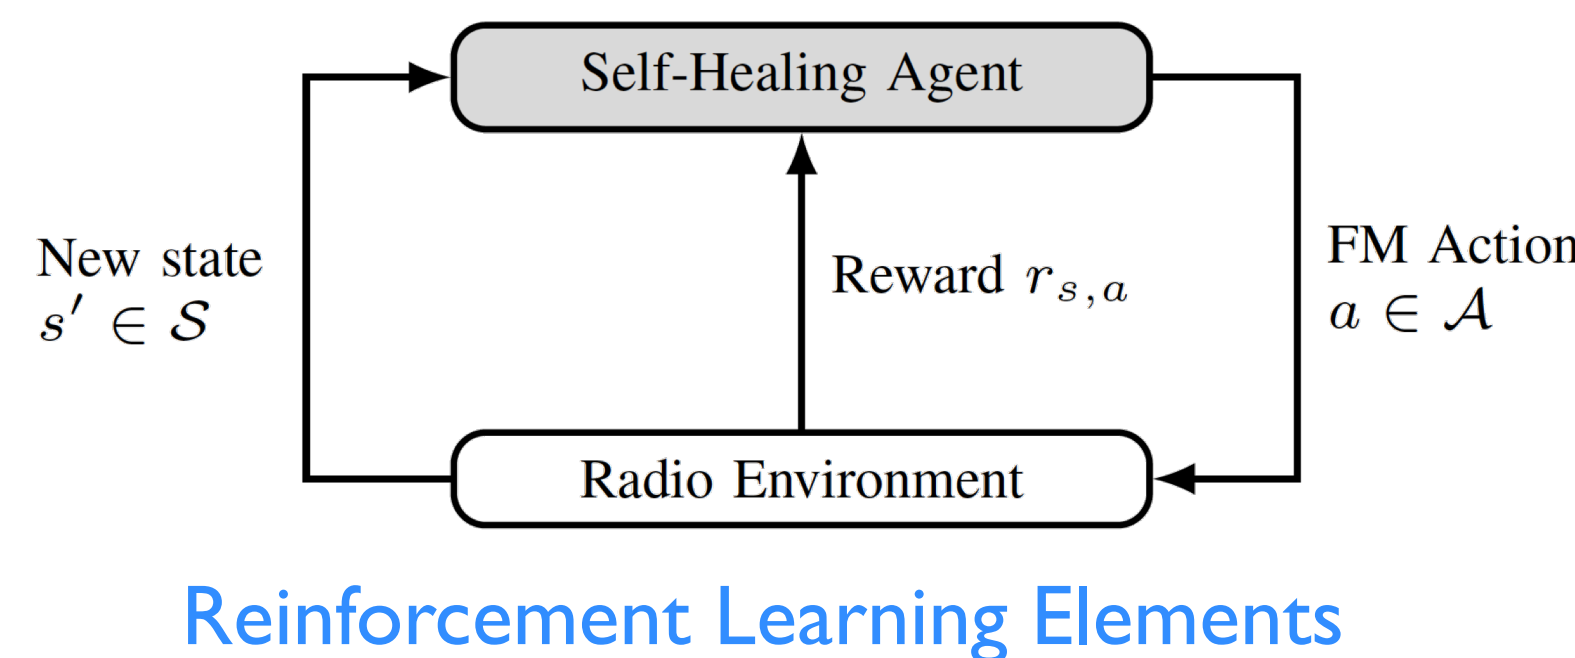 Self-Healing Agent
New state
s′ ∈ 𝒮
Reward r_{s,a}
FM Action
a ∈ 𝒜
Radio Environment
Reinforcement Learning Elements